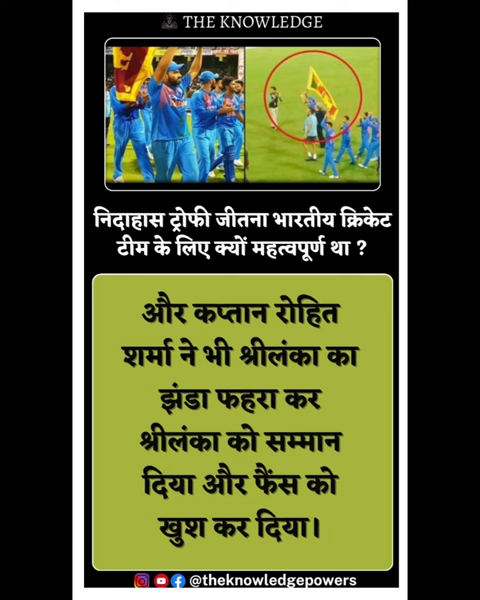 THE KNOWLEDGE
निदाहास ट्रोफी जीतना भारतीय क्रिकेट
टीम के लिए क्यों महत्वपूर्ण था ?
और कप्तान रोहित
शर्मा ने भी श्रीलंका का
झंडा फहरा कर
श्रीलंका को सम्मान
दिया और फैंस को
खुश कर दिया।
@theknowledgepowers